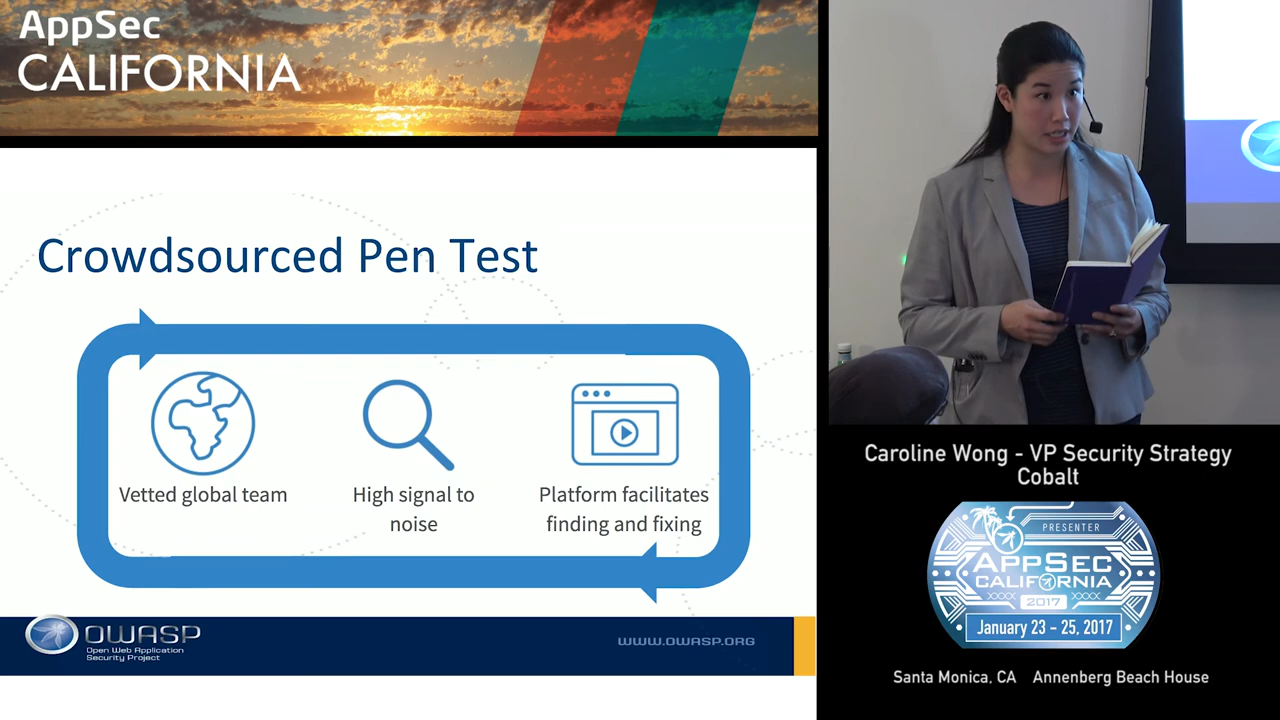 AppSec
CALIFORNIA
Crowdsourced Pen Test
Vetted global team
High signal to
noise
Platform facilitates
finding and fixing
OWASP
Open Web Application
Security Project
WWW.OWASP.ORG
Caroline Wong - VP Security Strategy
Cobalt
PRESENTER
APPSEC
CALIFORNIA
2017
January 23 - 25, 2017
Santa Monica, CA Annenberg Beach House